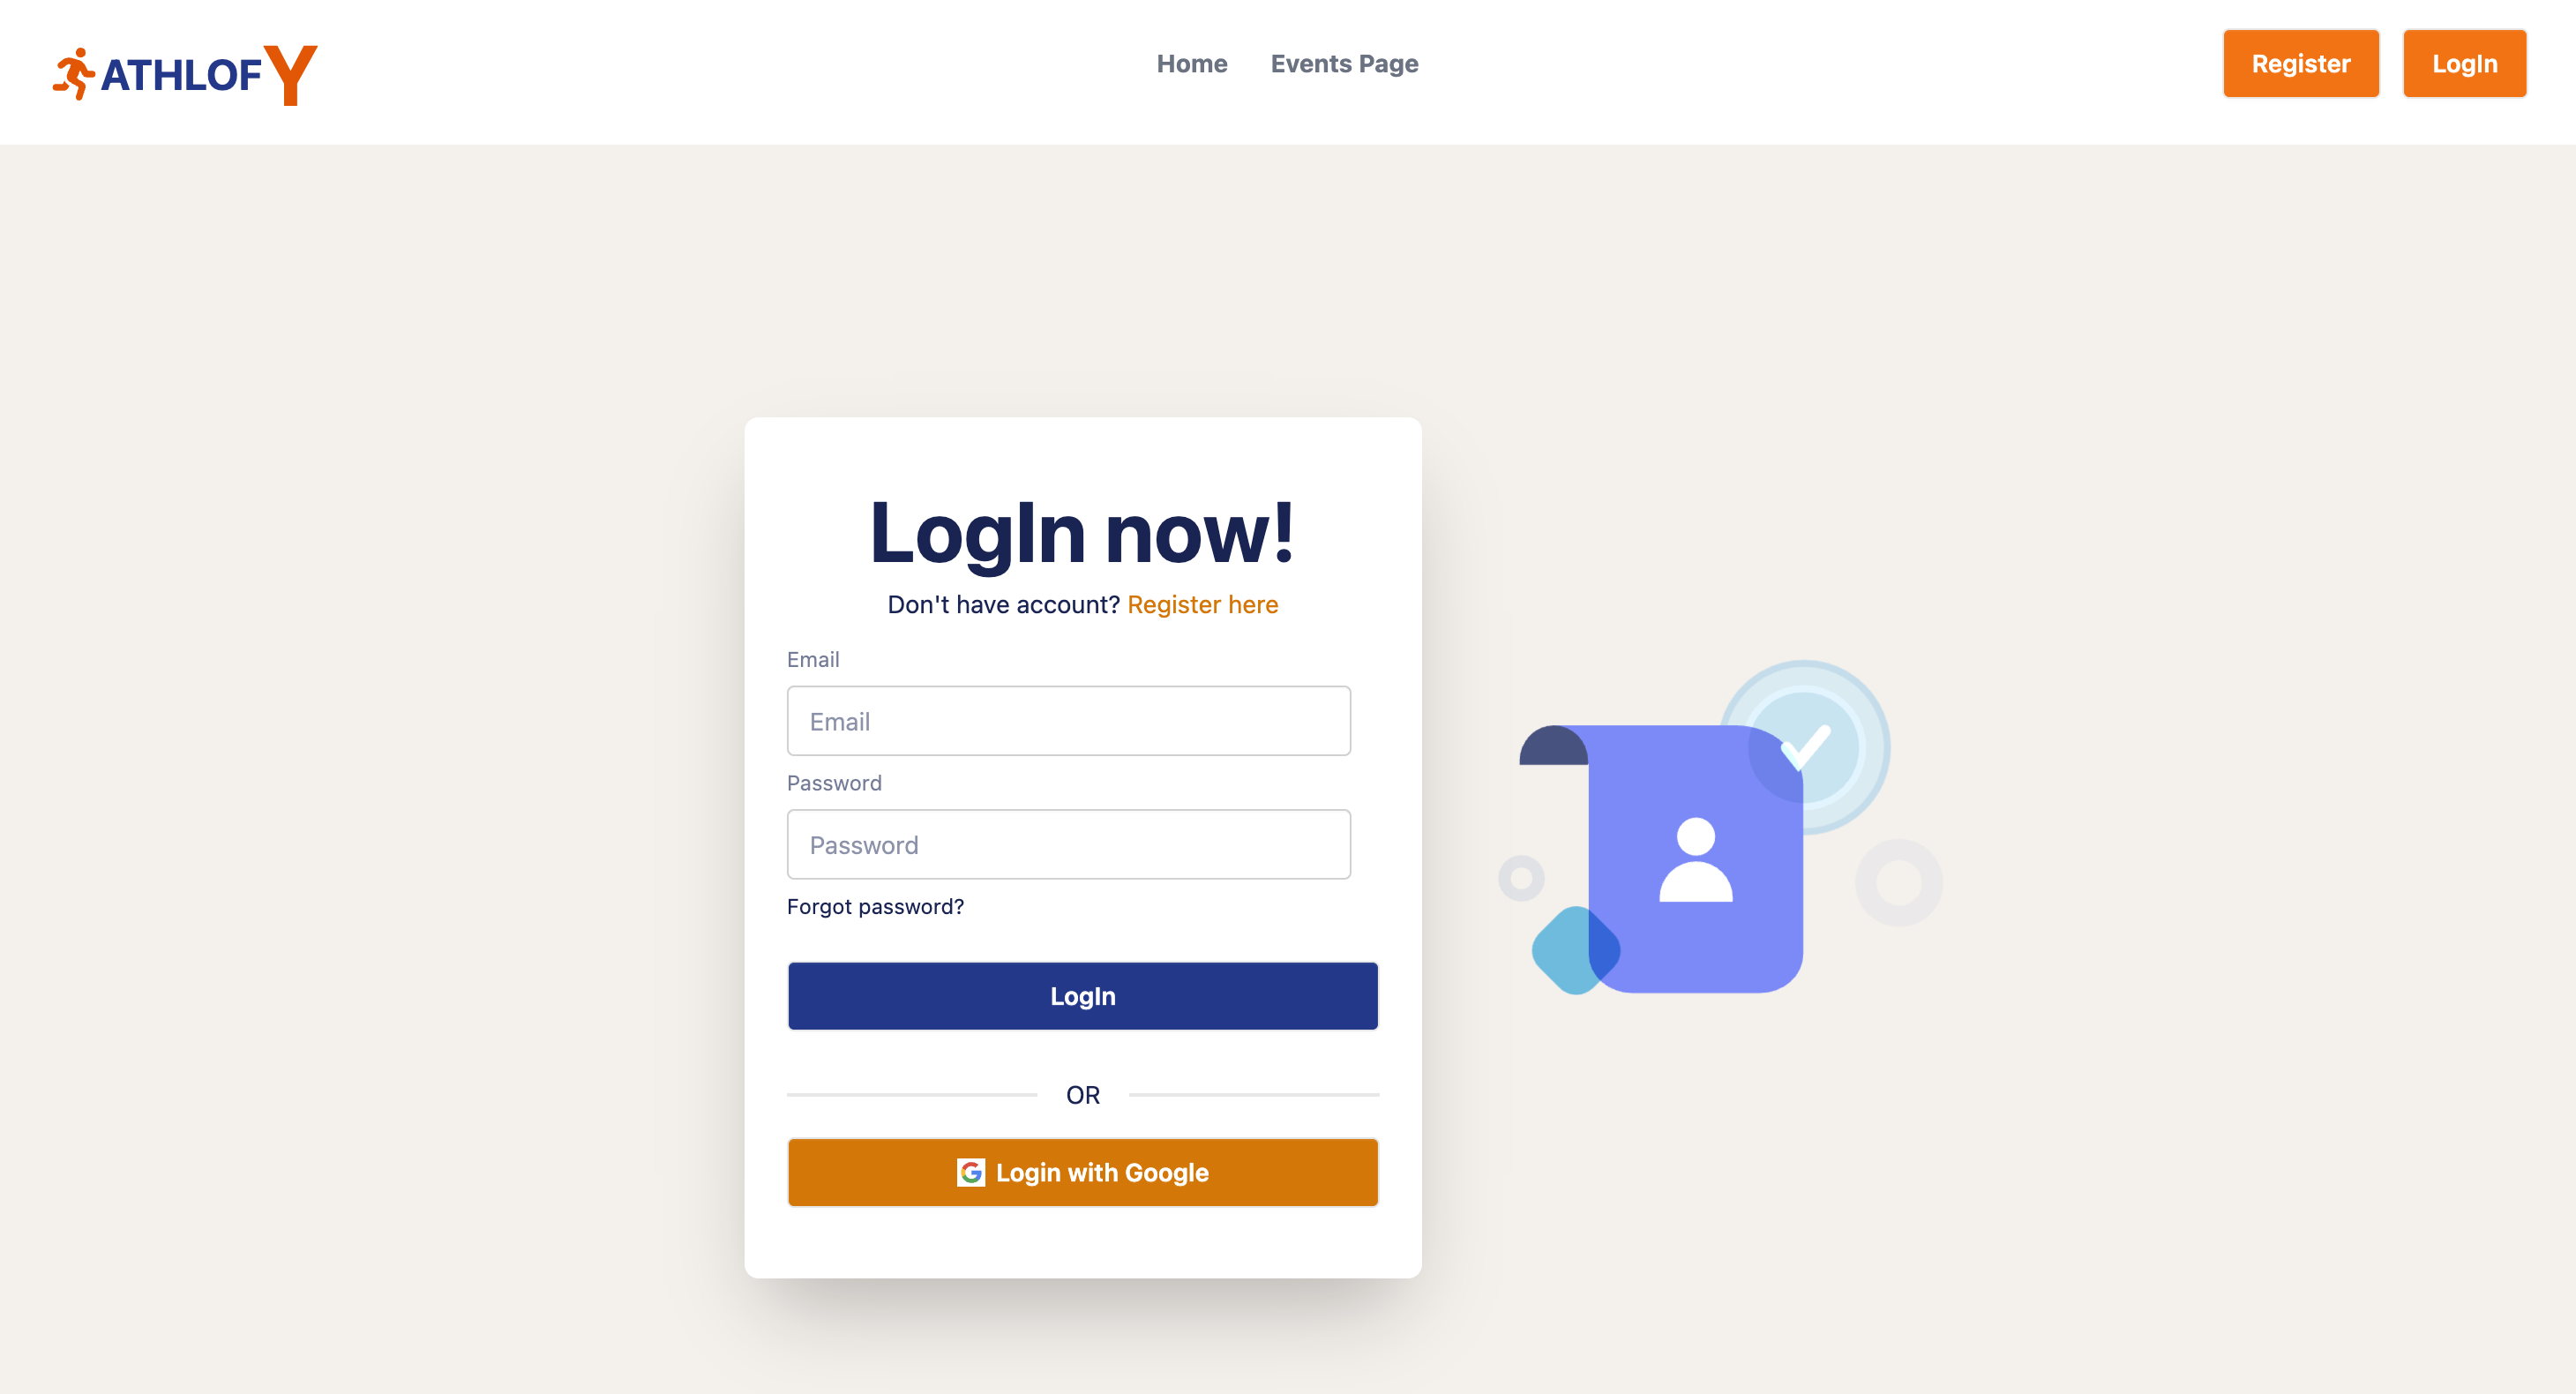 ATHLOFY
Home Events Page
Register LogIn
LogIn now!
Don't have account? Register here
Email
Email
Password
Password
Forgot password?
LogIn
OR
Login with Google